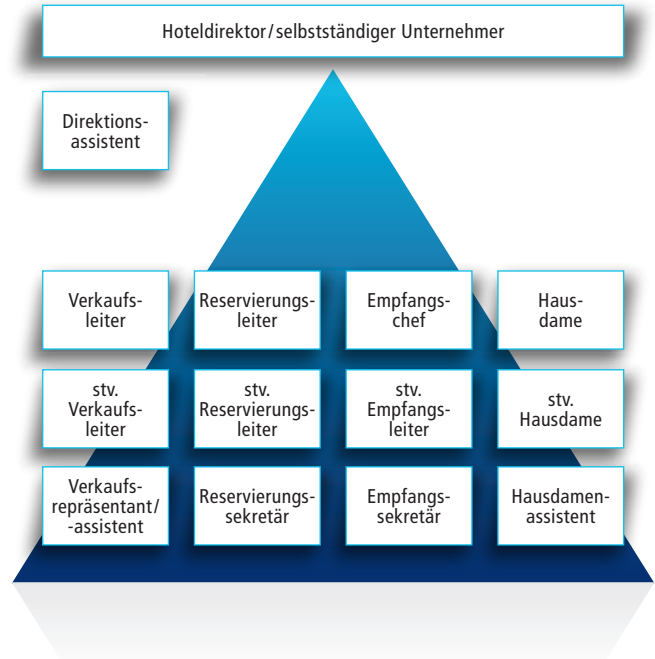 Hoteldirektor/selbstständiger Unternehmer
Direktions-
assistent
Verkaufs-
leiter
Reservierungs-
leiter
Empfangs-
chef
Haus-
dame
stv.
Verkaufs-
leiter
stv.
Reservierungs-
leiter
stv.
Empfangs-
leiter
stv.
Hausdame
Verkaufs-
repräsentant/
-assistent
Reservierungs-
sekretär
Empfangs-
sekretär
Hausdamen-
assistent